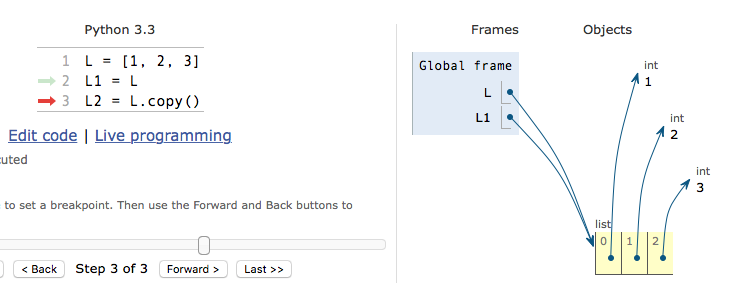 Python 3.3
1 L = [1, 2, 3]
2 L1 = L
3 L2 = L.copy()
Edit code | Live programming
cuted
to set a breakpoint. Then use the Forward and Back buttons to
< Back Step 3 of 3 Forward > Last >>
Frames Objects
Global frame
L
L1
int
1
int
2
int
3
list
0 1 2